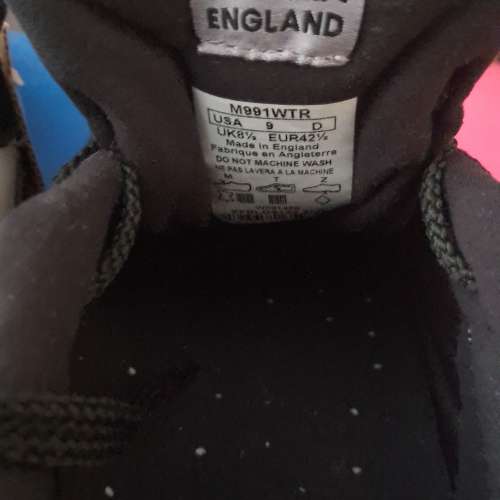 ENGLAND
M991WTR
USA 9 D
UK8½ EUR42½
Made in England
Fabrique en Angleterre
DO NOT MACHINE WASH
NE PAS LAVER A LA MACHINE
M T Z